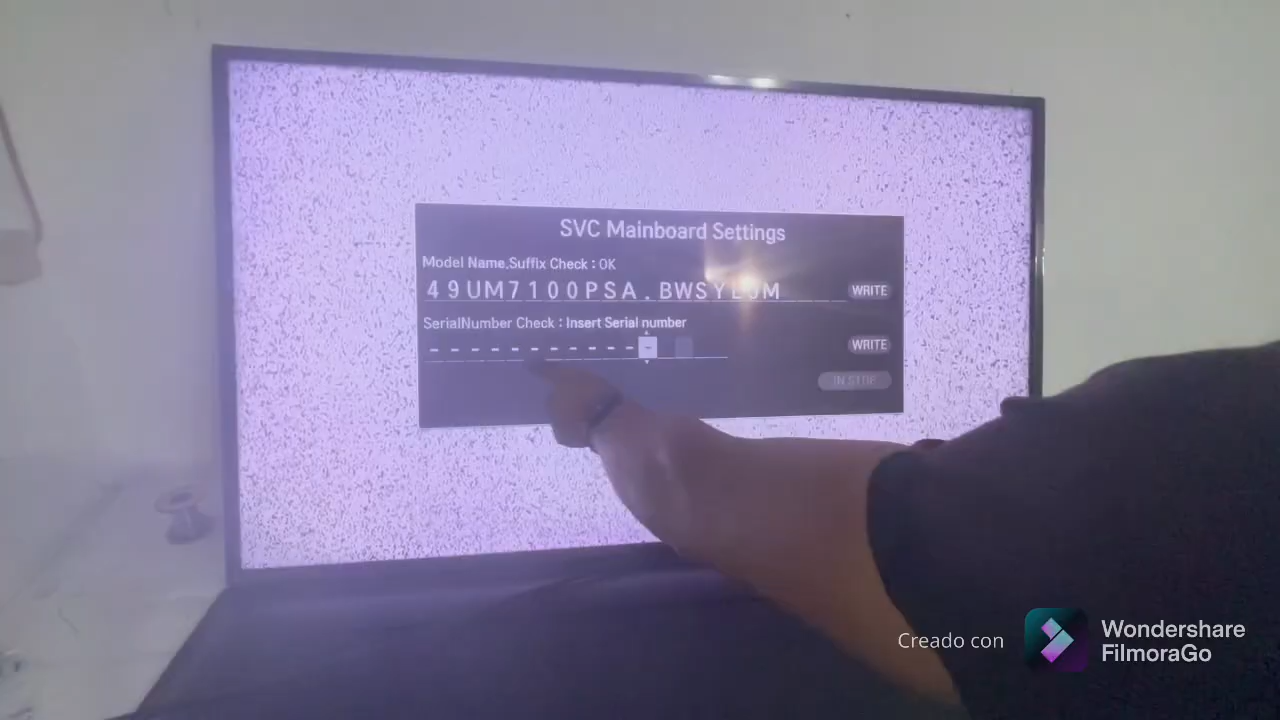 SVC Mainboard Settings
Model Name,Suffix Check : OK
49UM7100PSA.BWSYLJM WRITE
SerialNumber Check : Insert Serial number
- - - - - - - - - - - - WRITE
IN STOP
Creado con
Wondershare
FilmoraGo